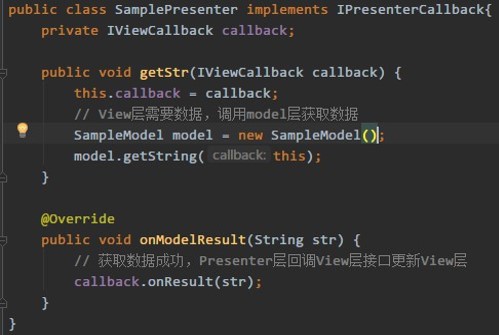 public class SamplePresenter implements IPresenterCallback{
    private IViewCallback callback;
    public void getStr(IViewCallback callback) {
        this.callback = callback;
        // View层需要数据，调用model层获取数据
        SampleModel model = new SampleModel();
        model.getString( callback: this);
    }
    @Override
    public void onModelResult(String str) {
        // 获取数据成功，Presenter层回调View层接口更新View层
        callback.onResult(str);
    }
}